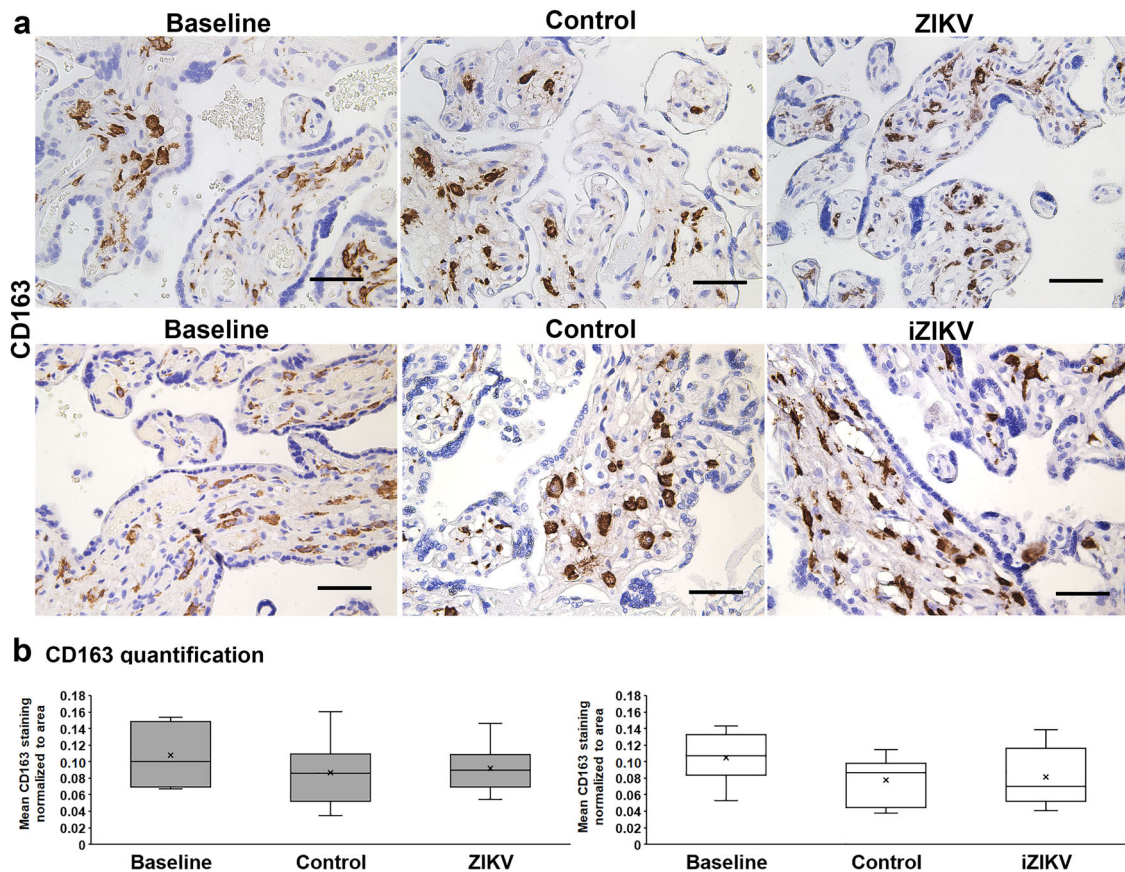 a
Baseline Control ZIKV
CD163
Baseline Control iZIKV
b CD163 quantification
Mean CD163 staining
normalized to area
0.18
0.16
0.14
0.12
0.10
0.08
0.06
0.04
0.02
0
Baseline Control ZIKV
Mean CD163 staining
normalized to area
0.18
0.16
0.14
0.12
0.10
0.08
0.06
0.04
0.02
0
Baseline Control iZIKV